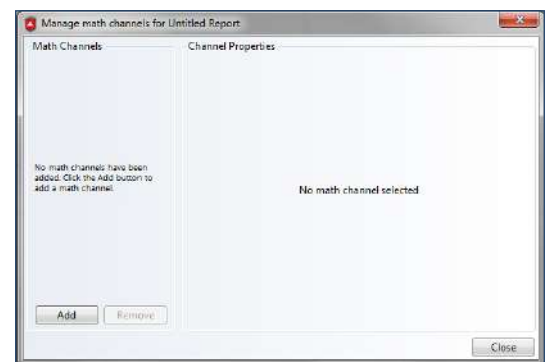 Manage math channels for Untitled Report
Math Channels
Channel Properties
No math channels have been
added. Click the Add button to
add a math channel.
No math channel selected
Add
Remove
Close